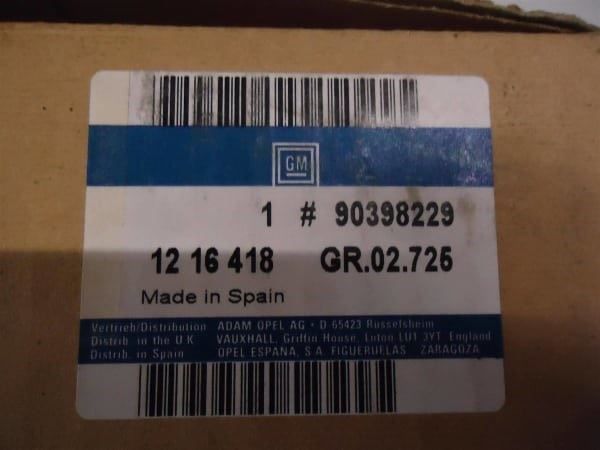 GM
1 # 90398229
12 16 418 GR.02.725
Made in Spain
Vertrieb/Distribution ADAM OPEL AG · D 65423 Russelsheim
Distrib. in the U K VAUXHALL, Griffin House, Luton LU1 3YT England
Distrib. in Spain OPEL ESPANA, S.A. FIGUERUELAS ZARAGOZA